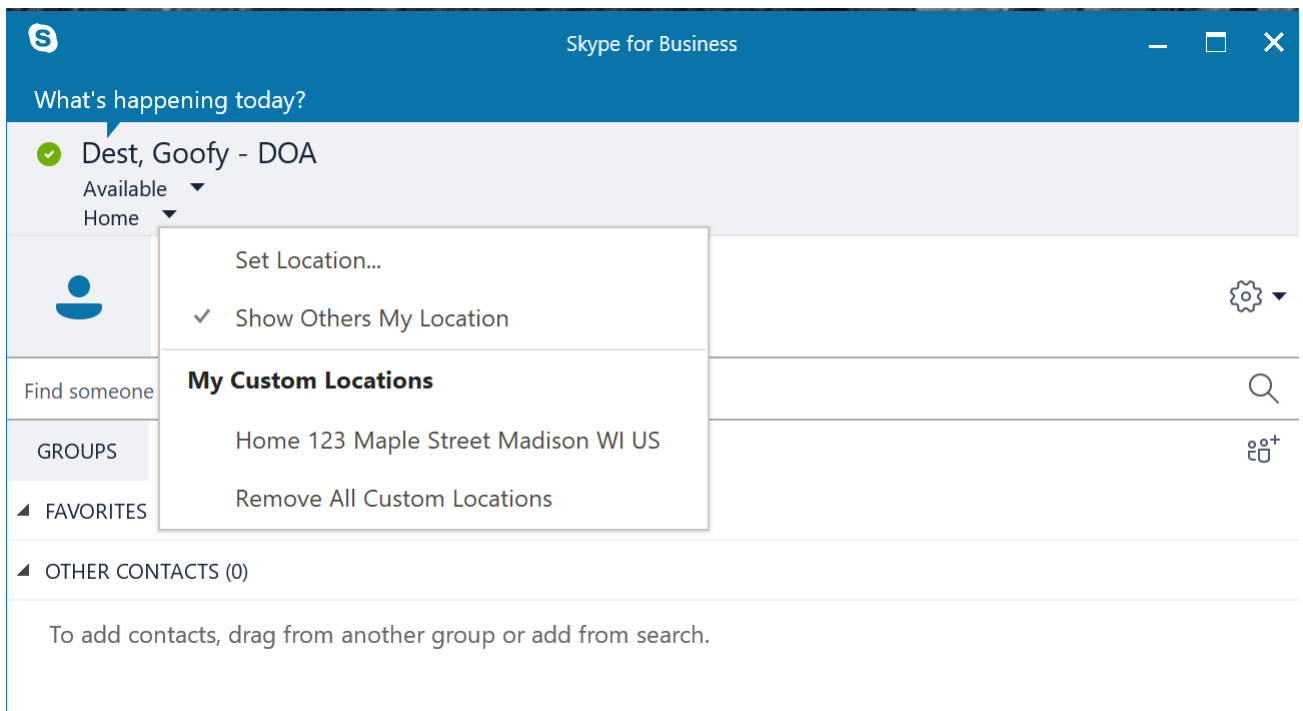 Skype for Business
What's happening today?
Dest, Goofy - DOA
Available
Home
Set Location...
Show Others My Location
My Custom Locations
Find someone
Home 123 Maple Street Madison WI US
GROUPS
Remove All Custom Locations
FAVORITES
OTHER CONTACTS (0)
To add contacts, drag from another group or add from search.